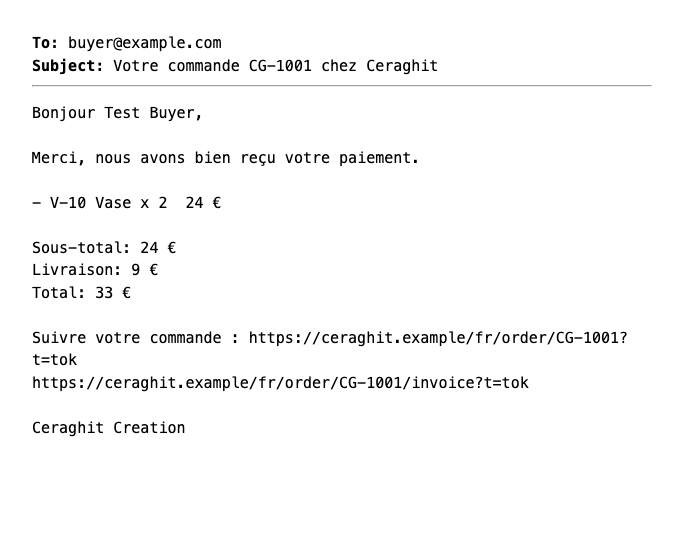 To: buyer@example.com
Subject: Votre commande CG-1001 chez Ceraghit
Bonjour Test Buyer,
Merci, nous avons bien reçu votre paiement.
- V-10 Vase x 2  24 €
Sous-total: 24 €
Livraison: 9 €
Total: 33 €
Suivre votre commande : https://ceraghit.example/fr/order/CG-1001?
t=tok
https://ceraghit.example/fr/order/CG-1001/invoice?t=tok
Ceraghit Creation